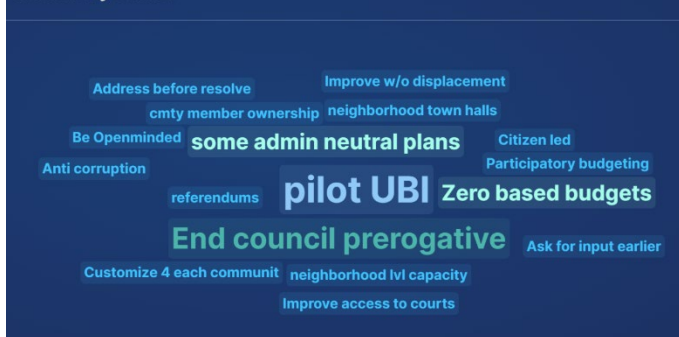 Address before resolve
Improve w/o displacement
cmty member ownership
neighborhood town halls
Be Openminded
some admin neutral plans
Citizen led
Anti corruption
Participatory budgeting
referendums
pilot UBI
Zero based budgets
End council prerogative
Ask for input earlier
Customize 4 each communit
neighborhood lvl capacity
Improve access to courts